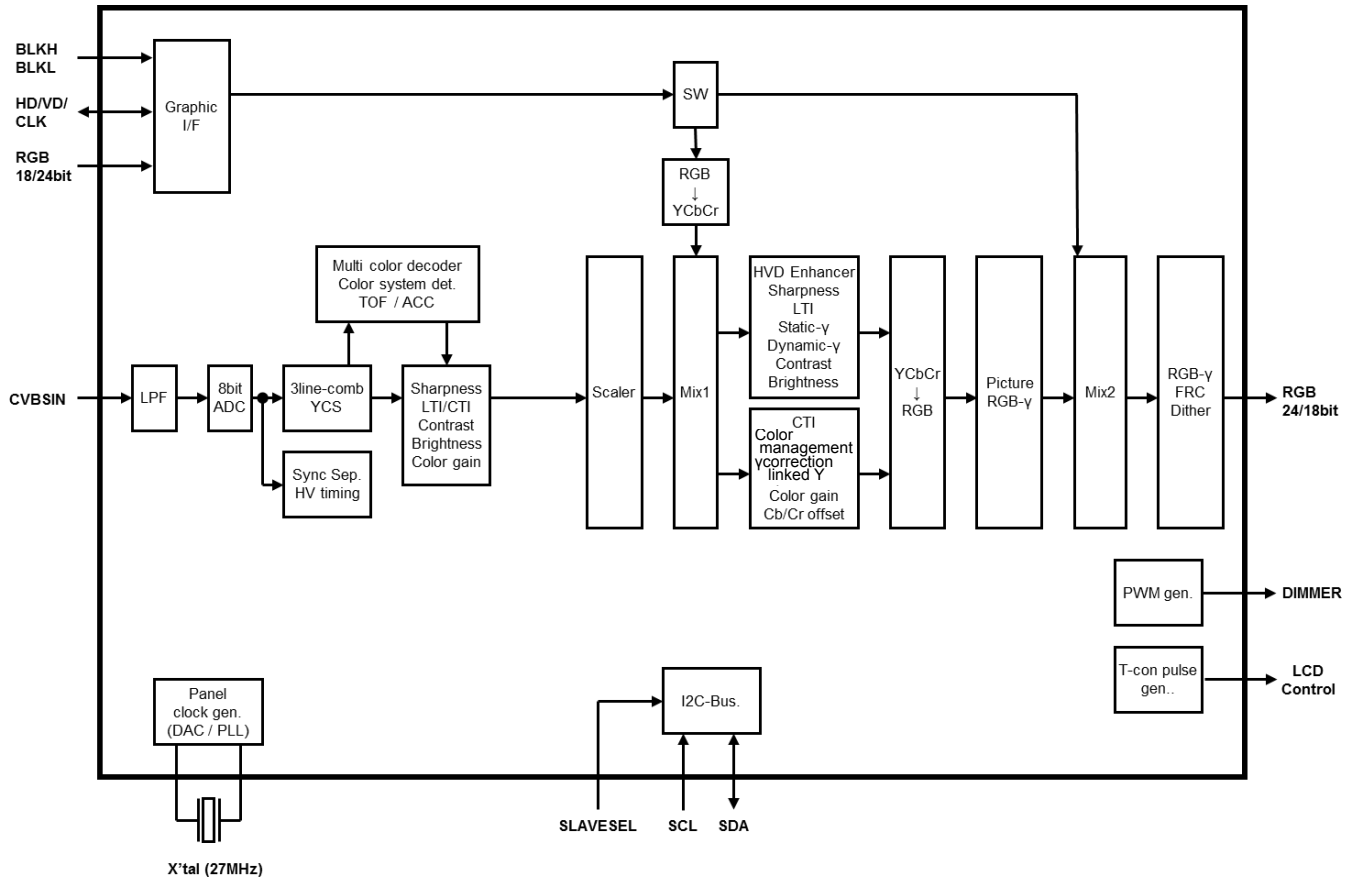 BLKH
BLKL
HD/VD/
CLK
RGB
18/24bit
Graphic
I/F
SW
RGB
↓
YCbCr
Multi color decoder
Color system det.
TOF / ACC
CVBSIN
LPF
8bit
ADC
3line-comb
YCS
Sync Sep.
HV timing
Sharpness
LTI/CTI
Contrast
Brightness
Color gain
Scaler
Mix1
HVD Enhancer
Sharpness
LTI
Static-γ
Dynamic-γ
Contrast
Brightness
CTI
Color
management
γcorrection
linked Y
Color gain
Cb/Cr offset
YCbCr
↓
RGB
Picture
RGB-γ
Mix2
RGB-γ
FRC
Dither
RGB
24/18bit
PWM gen.
DIMMER
T-con pulse
gen..
LCD
Control
Panel
clock gen.
(DAC / PLL)
X'tal (27MHz)
I2C-Bus.
SLAVESEL
SCL
SDA